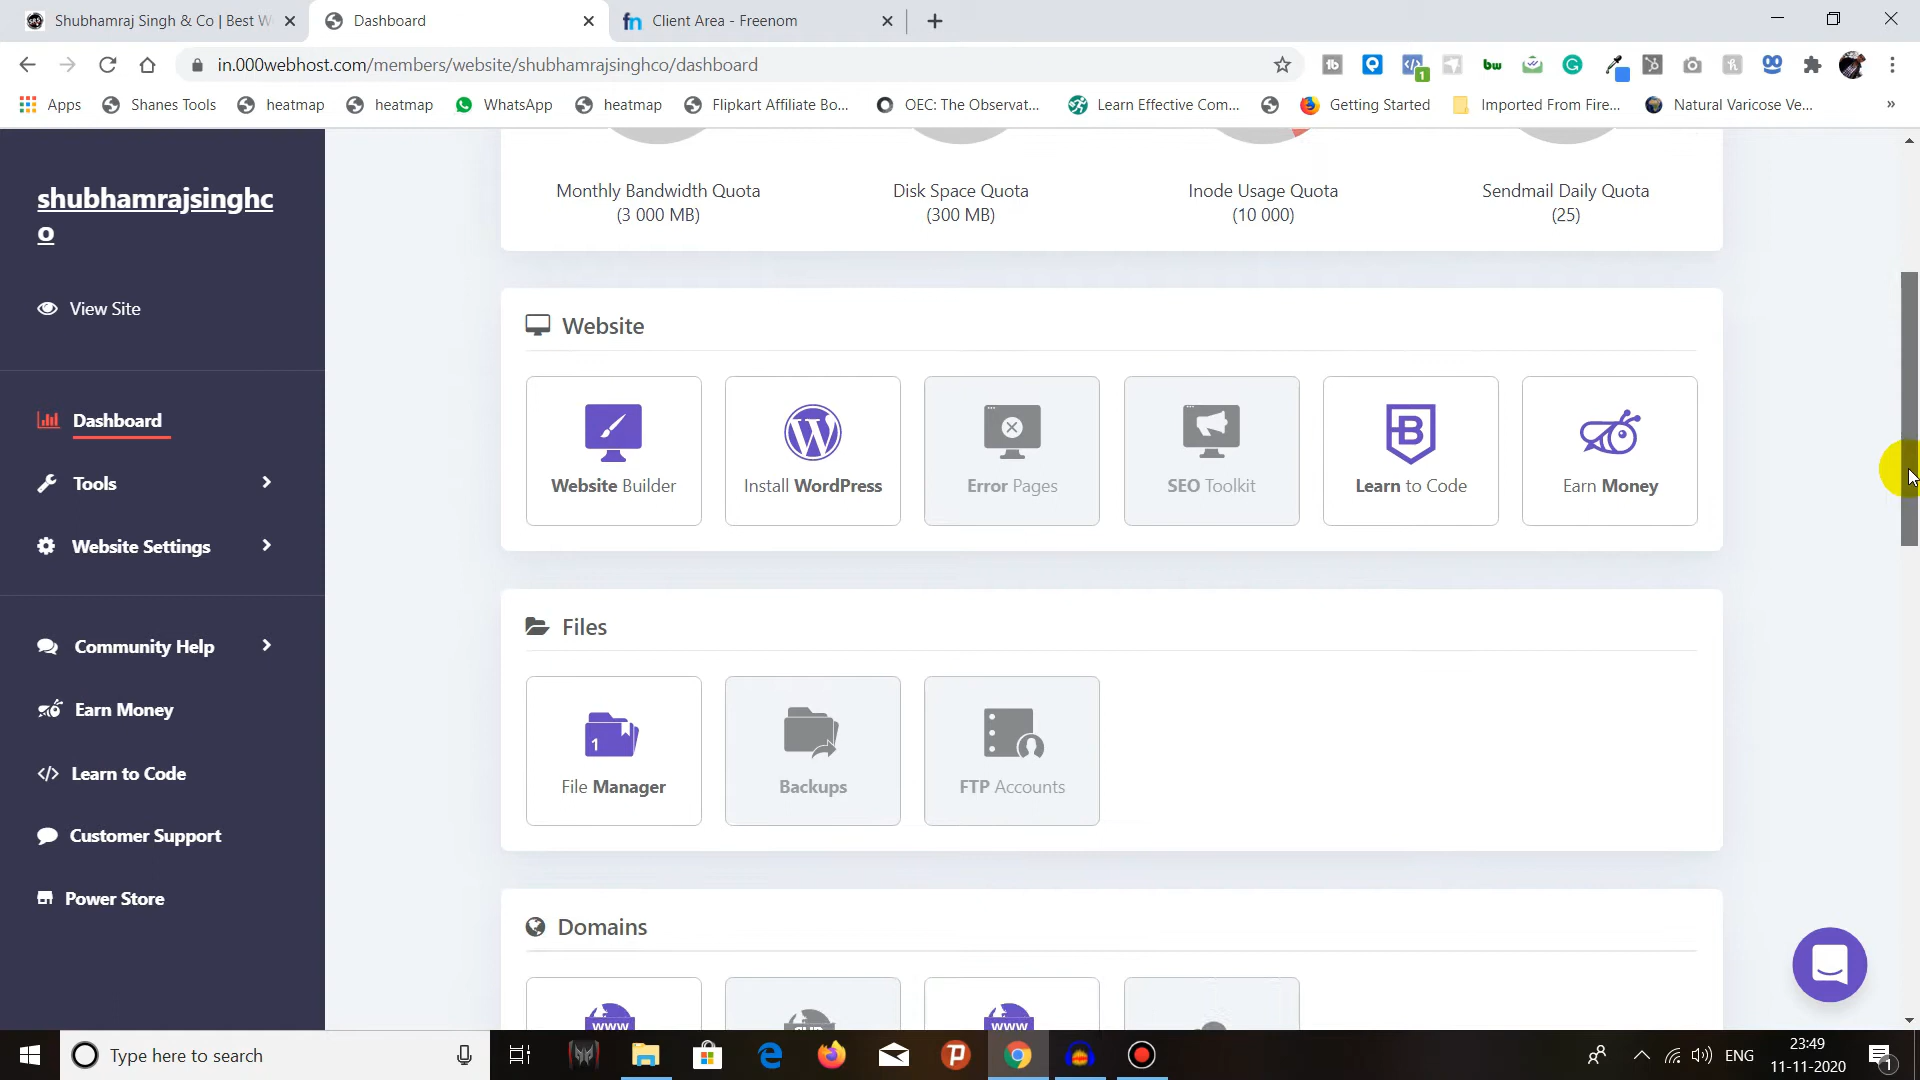 Shubhamraj Singh & Co | Best W
Dashboard
Client Area - Freenom
in.000webhost.com/members/website/shubhamrajsinghco/dashboard
Apps
Shanes Tools
heatmap
heatmap
WhatsApp
heatmap
Flipkart Affiliate Bo...
OEC: The Observat...
Learn Effective Com...
Getting Started
Imported From Fire...
Natural Varicose Ve...
»
shubhamrajsinghc
o
View Site
Dashboard
Tools
Website Settings
Community Help
Earn Money
Learn to Code
Customer Support
Power Store
Monthly Bandwidth Quota
(3 000 MB)
Disk Space Quota
(300 MB)
Inode Usage Quota
(10 000)
Sendmail Daily Quota
(25)
Website
Website Builder
Install WordPress
Error Pages
SEO Toolkit
Learn to Code
Earn Money
Files
File Manager
Backups
FTP Accounts
Domains
WWW
WWW
Type here to search
ENG
23:49
11-11-2020
1